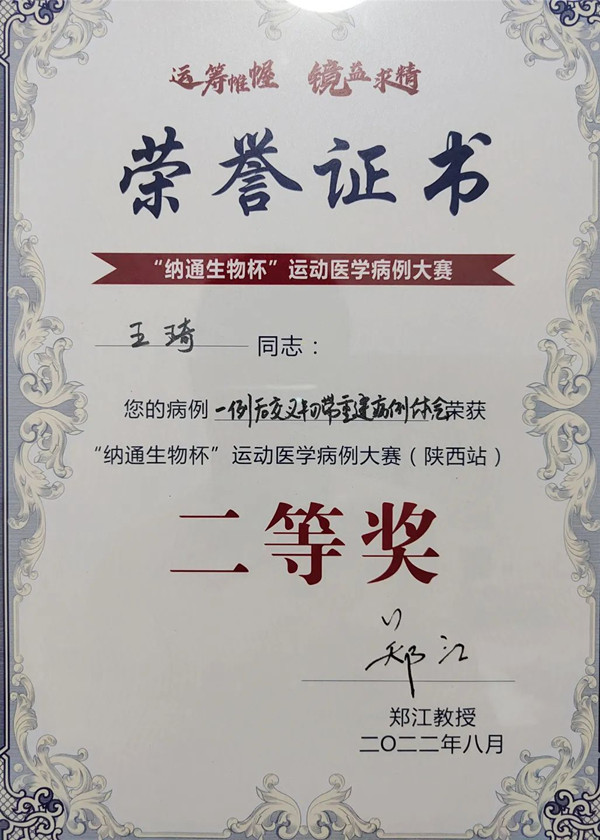 运筹帷幄 镜益求精
荣誉证书
“纳通生物杯”运动医学病例大赛
王琦 同志：
您的病例 一例后交叉韧带重建病例体会 荣获
“纳通生物杯”运动医学病例大赛（陕西站）
二等奖
郑江
郑江教授
二〇二二年八月